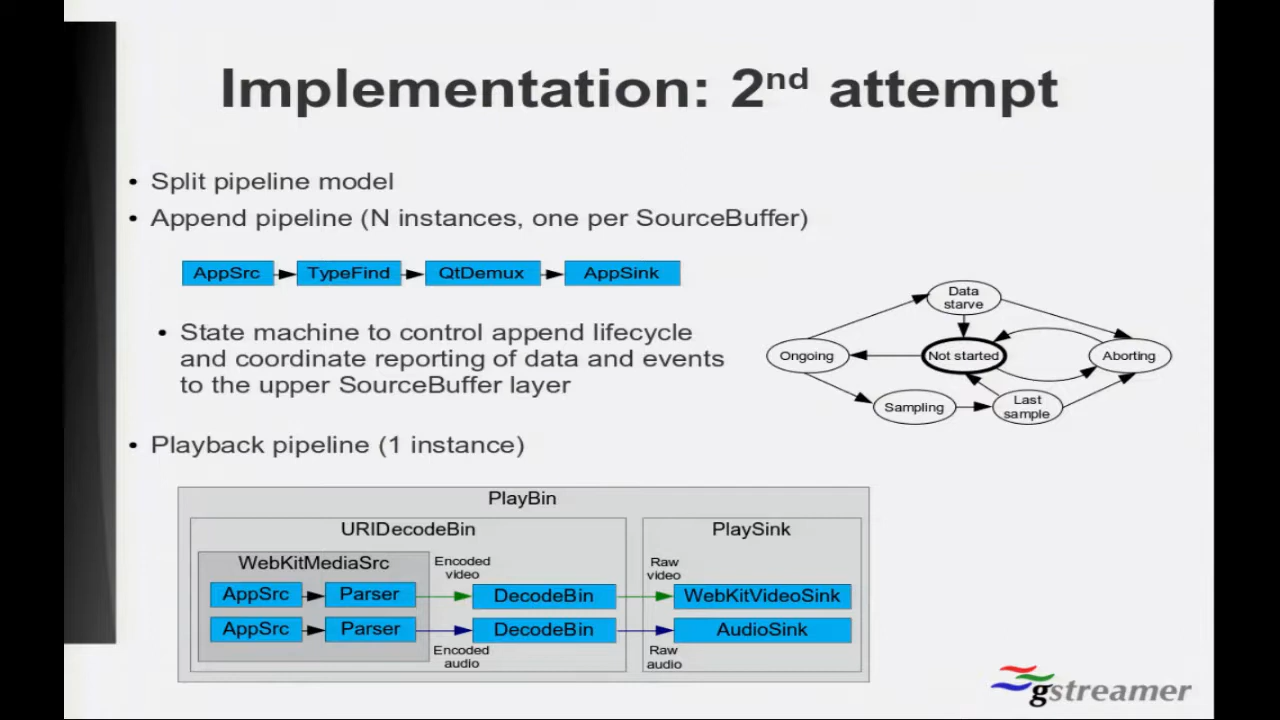 Implementation: 2nd attempt
• Split pipeline model
• Append pipeline (N instances, one per SourceBuffer)
AppSrc TypeFind QtDemux AppSink
• State machine to control append lifecycle
and coordinate reporting of data and events
to the upper SourceBuffer layer
Data
starve
Ongoing Not started Aborting
Sampling Last
sample
• Playback pipeline (1 instance)
PlayBin
URIDecodeBin PlaySink
WebKitMediaSrc
Encoded
video
Raw
video
AppSrc Parser DecodeBin WebKitVideoSink
AppSrc Parser DecodeBin AudioSink
Encoded
audio
Raw
audio
gstreamer